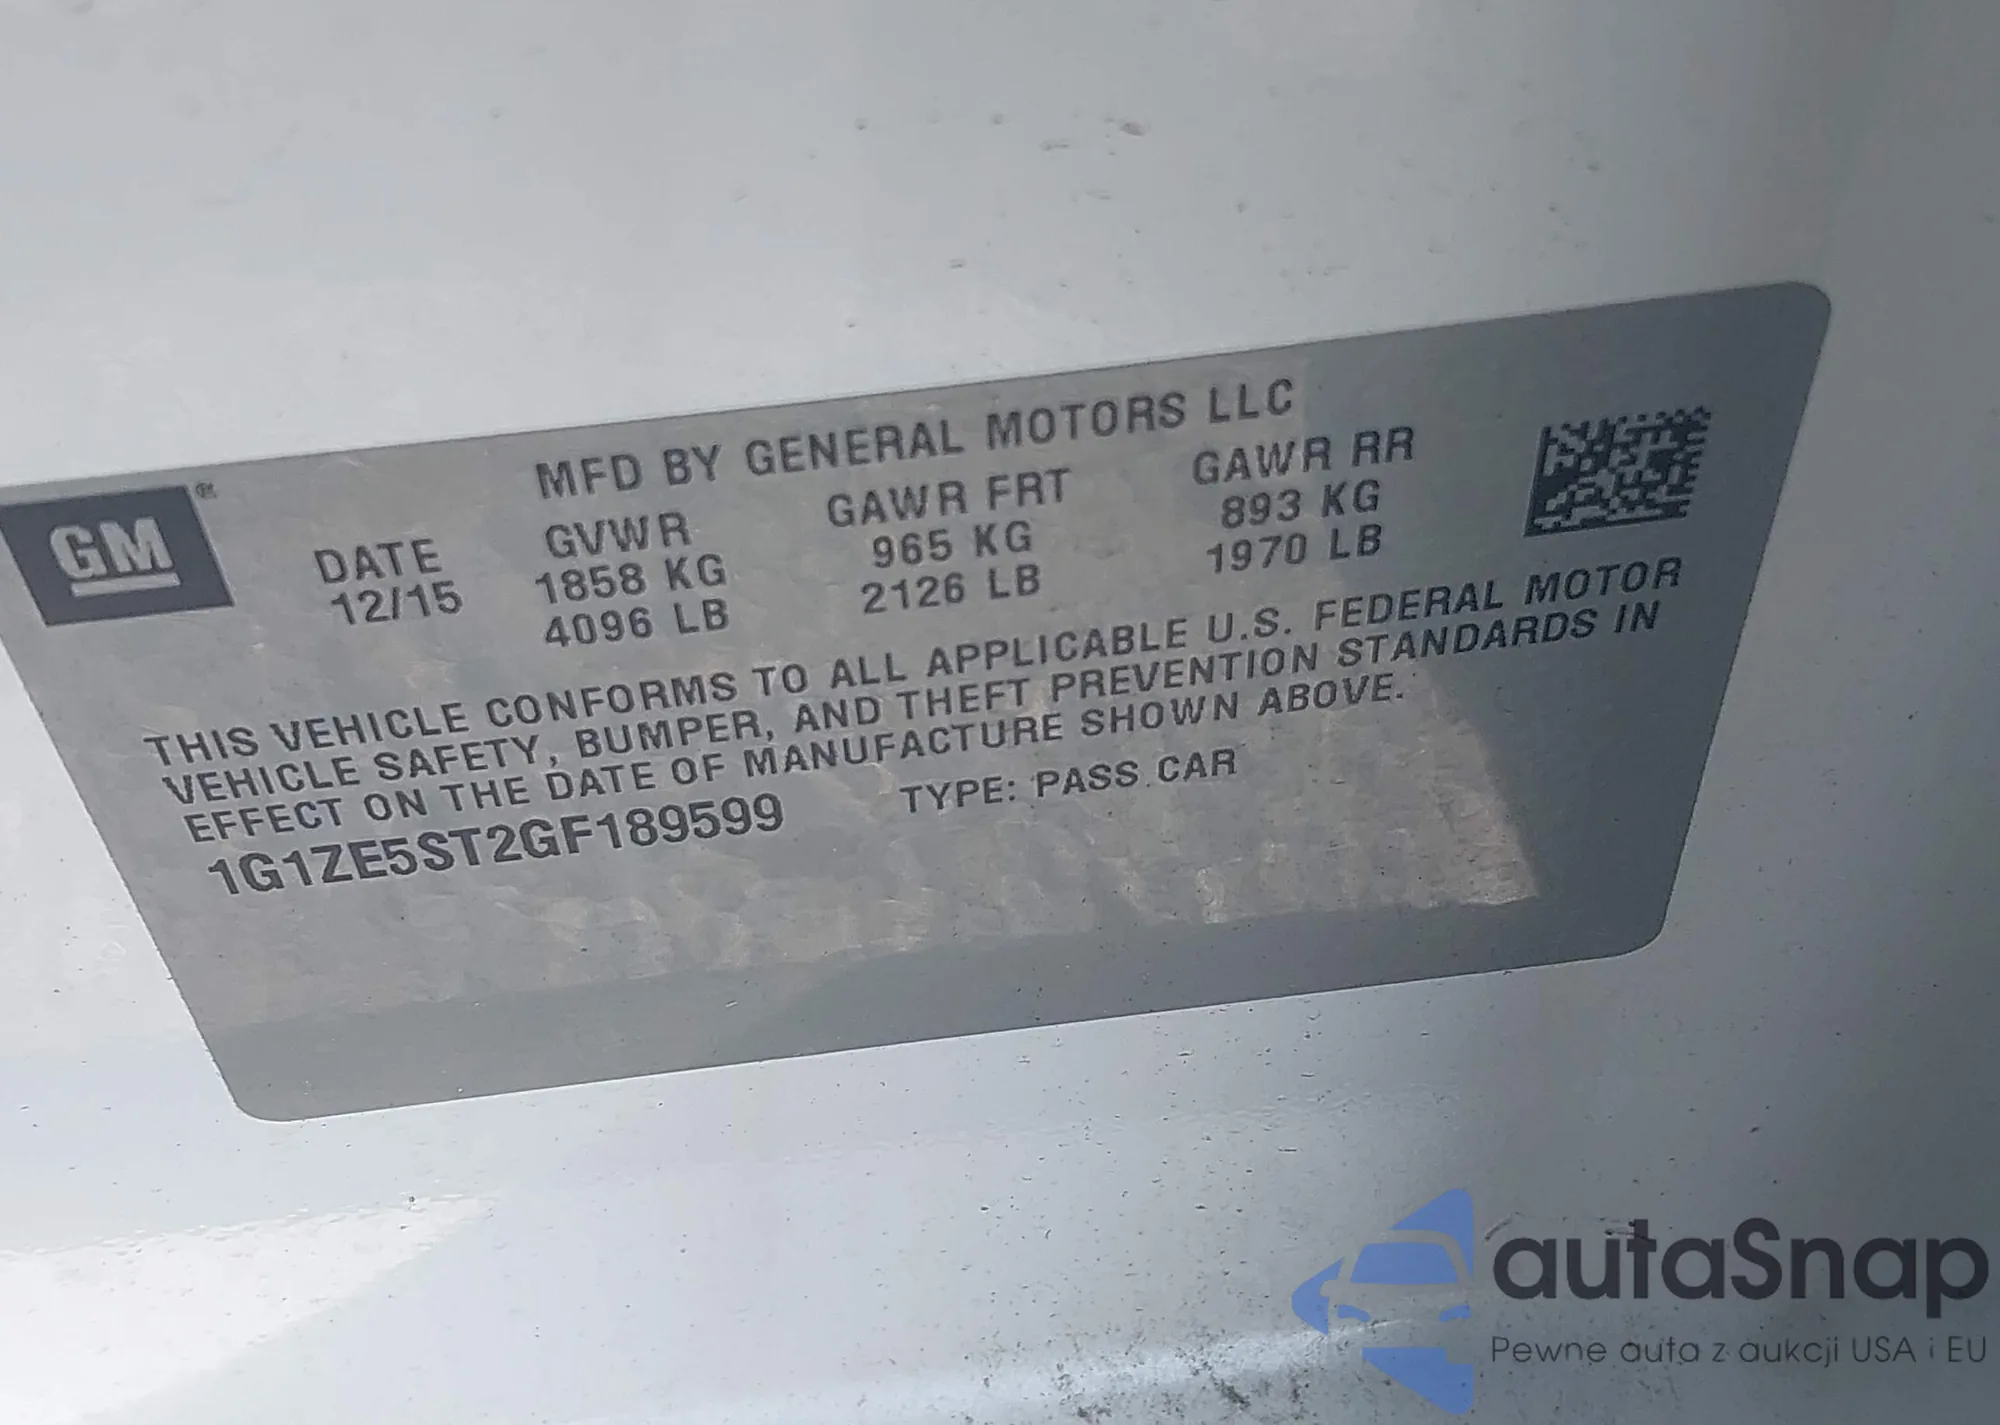 MFD BY GENERAL MOTORS LLC
GM®
DATE GVWR GAWR FRT GAWR RR
12/15 1858 KG 965 KG 893 KG
4096 LB 2126 LB 1970 LB
THIS VEHICLE CONFORMS TO ALL APPLICABLE U.S. FEDERAL MOTOR
VEHICLE SAFETY, BUMPER, AND THEFT PREVENTION STANDARDS IN
EFFECT ON THE DATE OF MANUFACTURE SHOWN ABOVE.
1G1ZE5ST2GF189599 TYPE: PASS CAR
autaSnap
Pewne auta z aukcji USA i EU